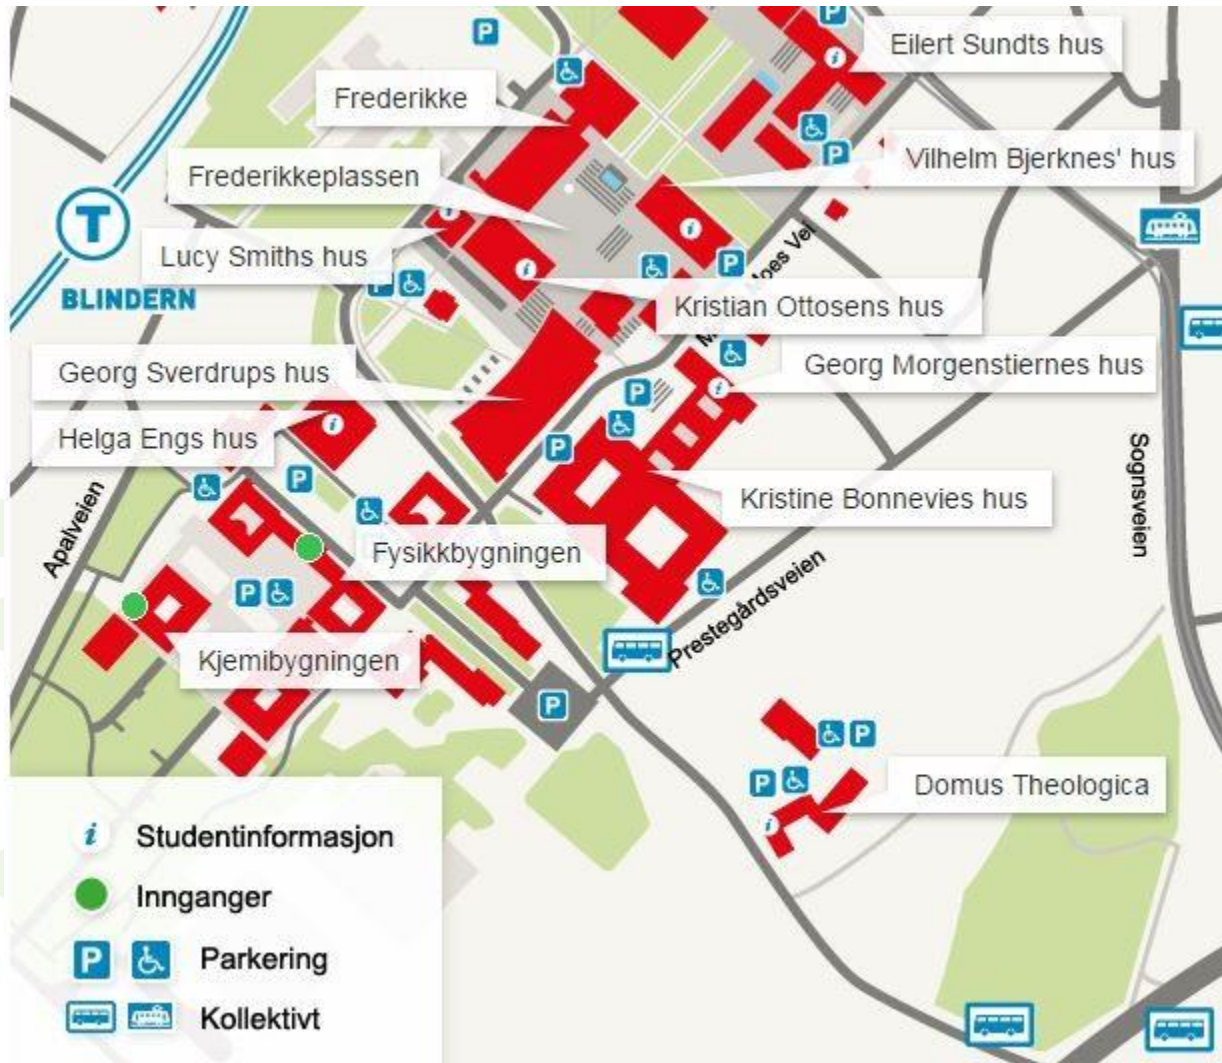 P
P
Eilert Sundts hus
i
Frederikke
P
Vilhelm Bjerknes' hus
Frederikkeplassen
T
i
i
Lucy Smiths hus
P
P
i
BLINDERN
Moes Vei
Kristian Ottosens hus
Georg Sverdrups hus
Georg Morgenstiernes hus
P
i
Helga Engs hus
i
P
Sognsveien
P
Kristine Bonnevies hus
Apalveien
Fysikkbygningen
P
Prestegårdsveien
Kjemibygningen
P
P
P
Domus Theologica
i
i Studentinformasjon
Innganger
P Parkering
Kollektivt